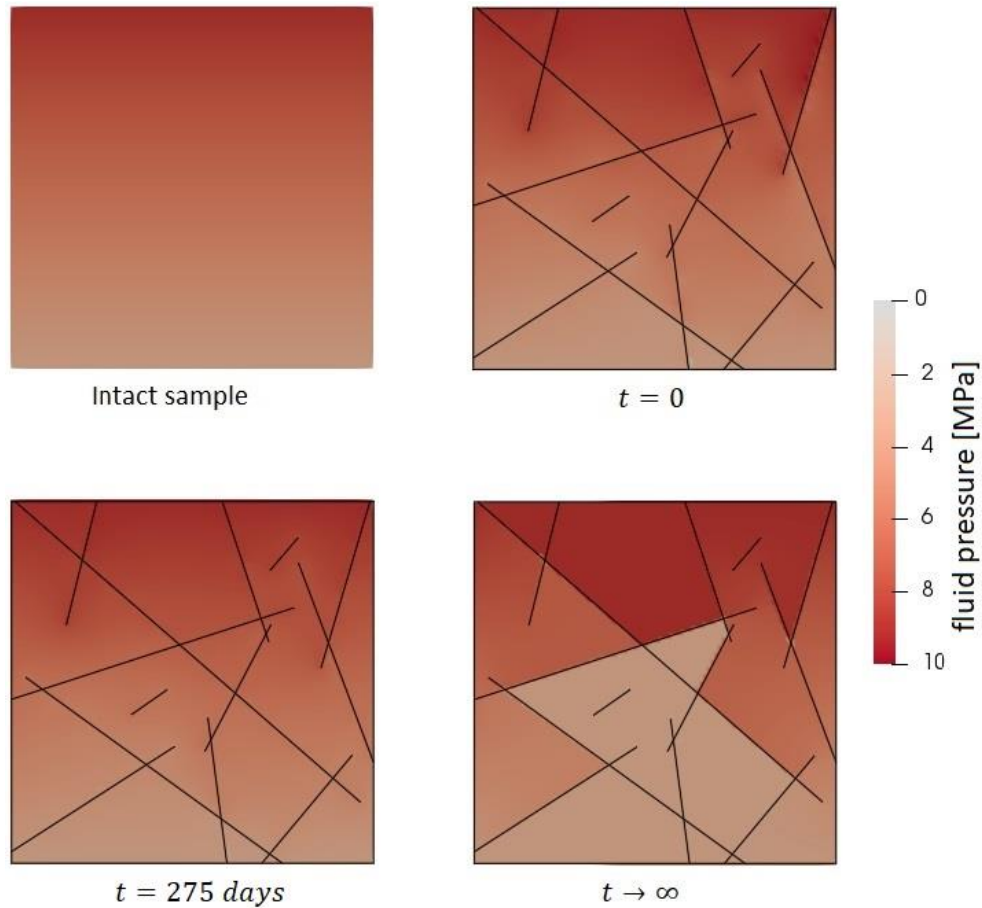 Intact sample
t = 0
0
2
4
6
8
10
fluid pressure [MPa]
t = 275 days
t → ∞